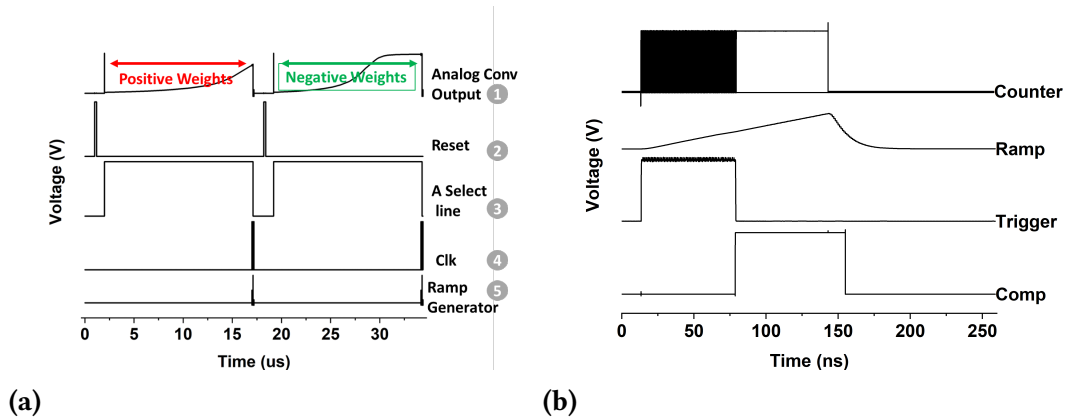 Voltage (V)
Positive Weights
Negative Weights
Analog Conv
Output 1
Reset 2
A Select
line 3
Clk 4
Ramp 5
Generator
0 5 10 15 20 25 30
Time (us)
(a)
Voltage (V)
Counter
Ramp
Trigger
Comp
0 50 100 150 200 250
Time (ns)
(b)